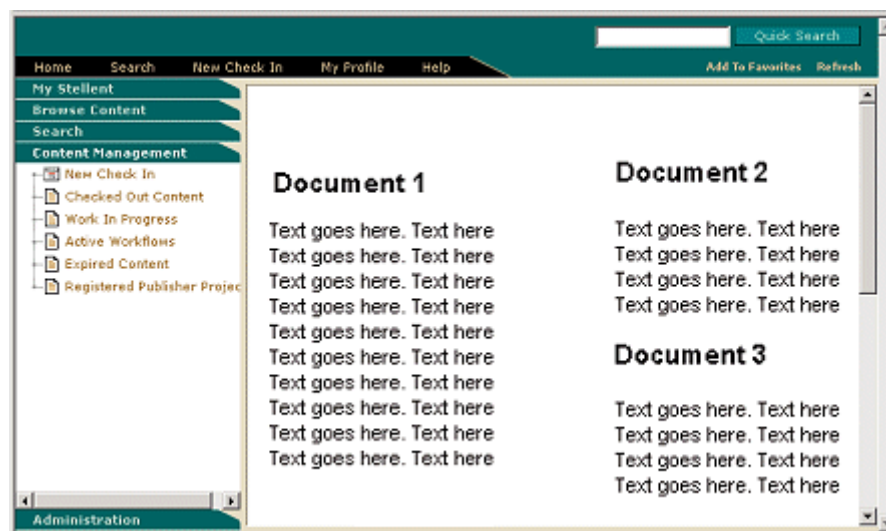 Quick Search
Home Search New Check In My Profile Help Add To Favorites Refresh
My Stellent
Browse Content
Search
Content Management
New Check In
Checked Out Content
Work In Progress
Active Workflows
Expired Content
Registered Publisher Projec
Administration
Document 1
Text goes here. Text here
Text goes here. Text here
Text goes here. Text here
Text goes here. Text here
Text goes here. Text here
Text goes here. Text here
Text goes here. Text here
Text goes here. Text here
Text goes here. Text here
Text goes here. Text here
Document 2
Text goes here. Text here
Text goes here. Text here
Text goes here. Text here
Text goes here. Text here
Document 3
Text goes here. Text here
Text goes here. Text here
Text goes here. Text here
Text goes here. Text here